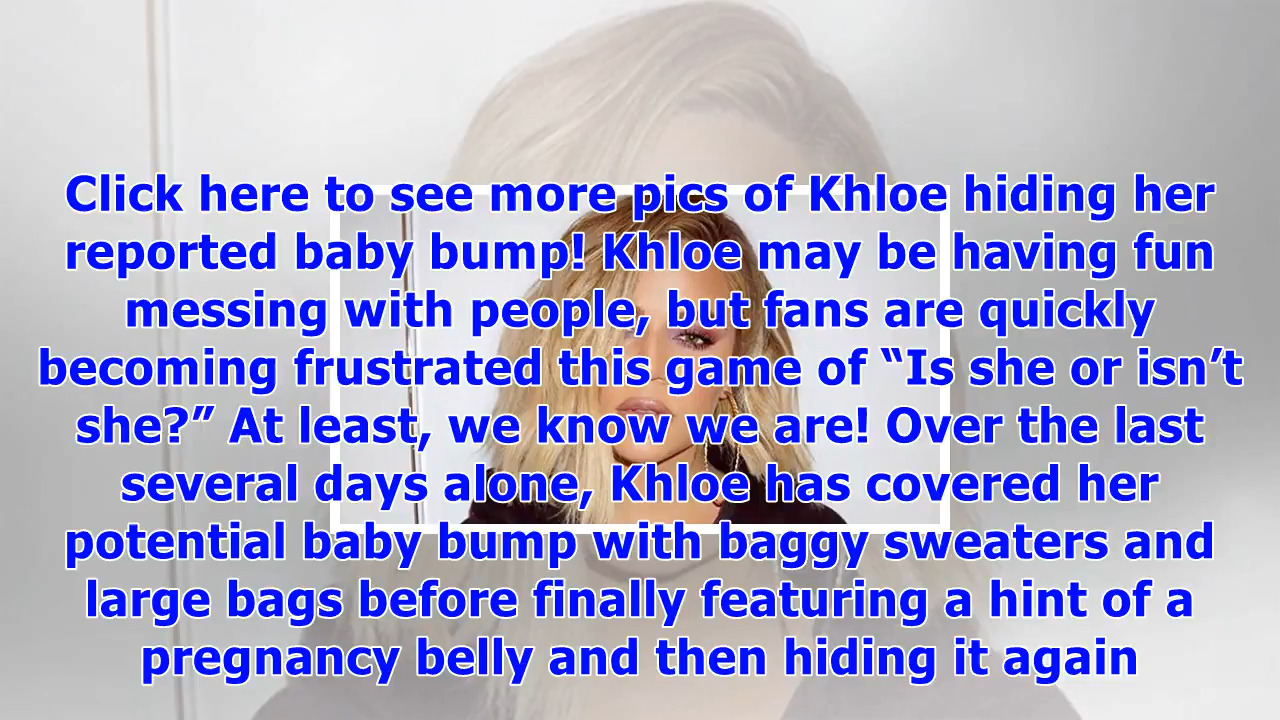 Click here to see more pics of Khloe hiding her
reported baby bump! Khloe may be having fun
messing with people, but fans are quickly
becoming frustrated this game of “Is she or isn’t
she?” At least, we know we are! Over the last
several days alone, Khloe has covered her
potential baby bump with baggy sweaters and
large bags before finally featuring a hint of a
pregnancy belly and then hiding it again